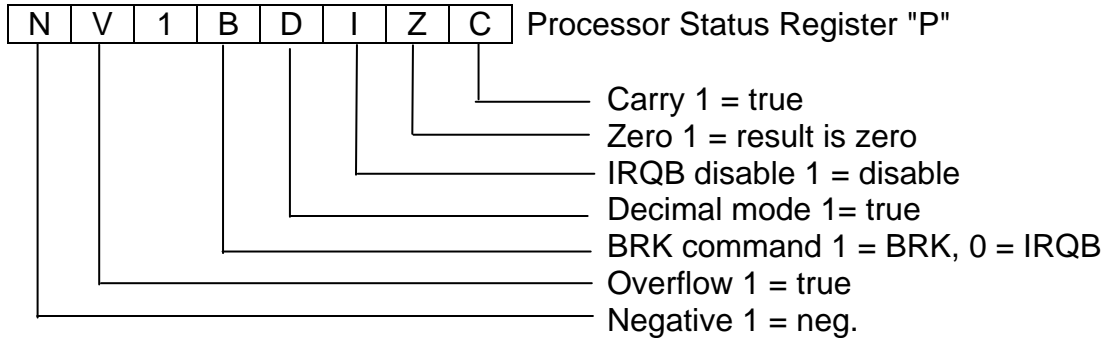 N V 1 B D I Z C Processor Status Register "P"
Carry 1 = true
Zero 1 = result is zero
IRQB disable 1 = disable
Decimal mode 1= true
BRK command 1 = BRK, 0 = IRQB
Overflow 1 = true
Negative 1 = neg.